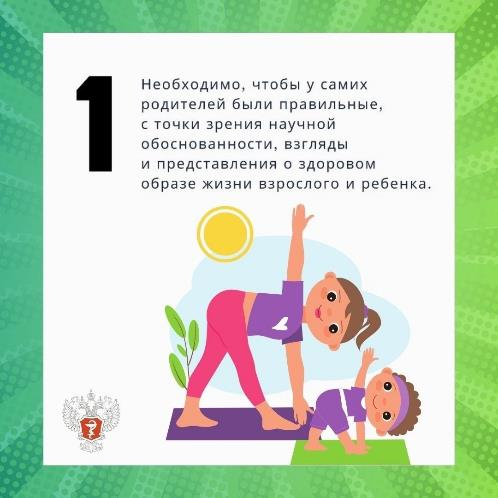 1
Необходимо, чтобы у самих
родителей были правильные,
с точки зрения научной
обоснованности, взгляды
и представления о здоровом
образе жизни взрослого и ребенка.